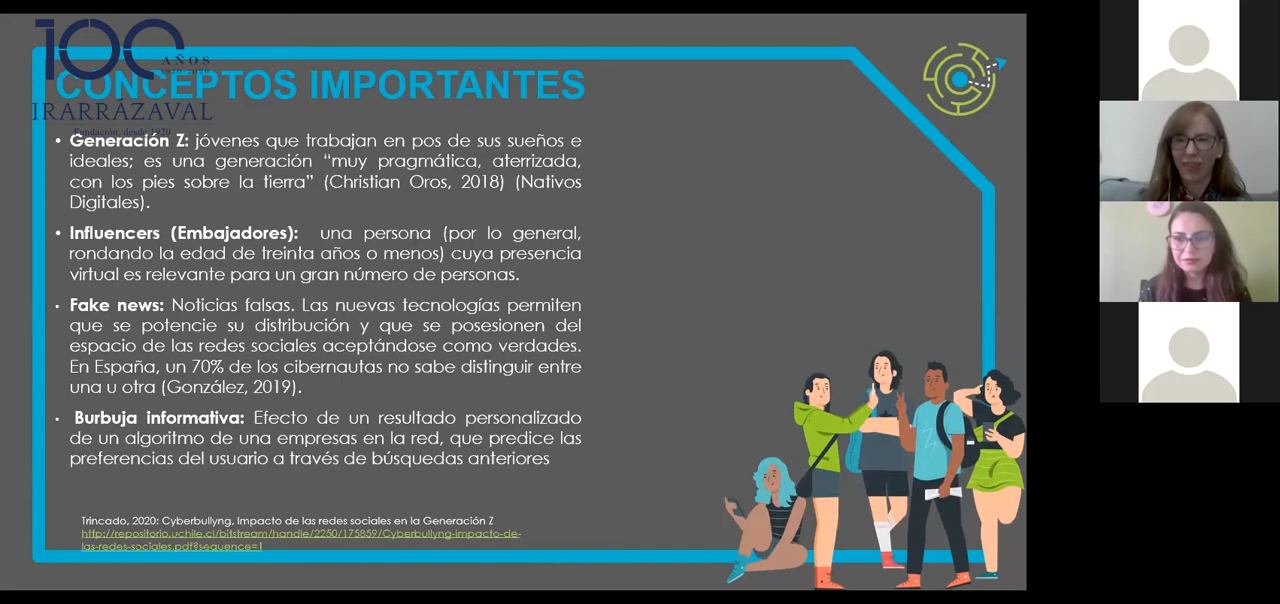 100
AÑOS
1920-2020
IRARRÁZAVAL
Fundación, desde 1920
CONCEPTOS IMPORTANTES
• Generación Z: jóvenes que trabajan en pos de sus sueños e
ideales; es una generación “muy pragmática, aterrizada,
con los pies sobre la tierra” (Christian Oros, 2018) (Nativos
Digitales).
• Influencers (Embajadores): una persona (por lo general,
rondando la edad de treinta años o menos) cuya presencia
virtual es relevante para un gran número de personas.
• Fake news: Noticias falsas. Las nuevas tecnologías permiten
que se potencie su distribución y que se posesionen del
espacio de las redes sociales aceptándose como verdades.
En España, un 70% de los cibernautas no sabe distinguir entre
una u otra (González, 2019).
• Burbuja informativa: Efecto de un resultado personalizado
de un algoritmo de una empresas en la red, que predice las
preferencias del usuario a través de búsquedas anteriores
Trincado, 2020: Cyberbullyng, Impacto de las redes sociales en la Generación Z
http://repositorio.uchile.cl/bitstream/handle/2250/175859/Cyberbullyng-impacto-de-
las-redes-sociales.pdf?sequence=1